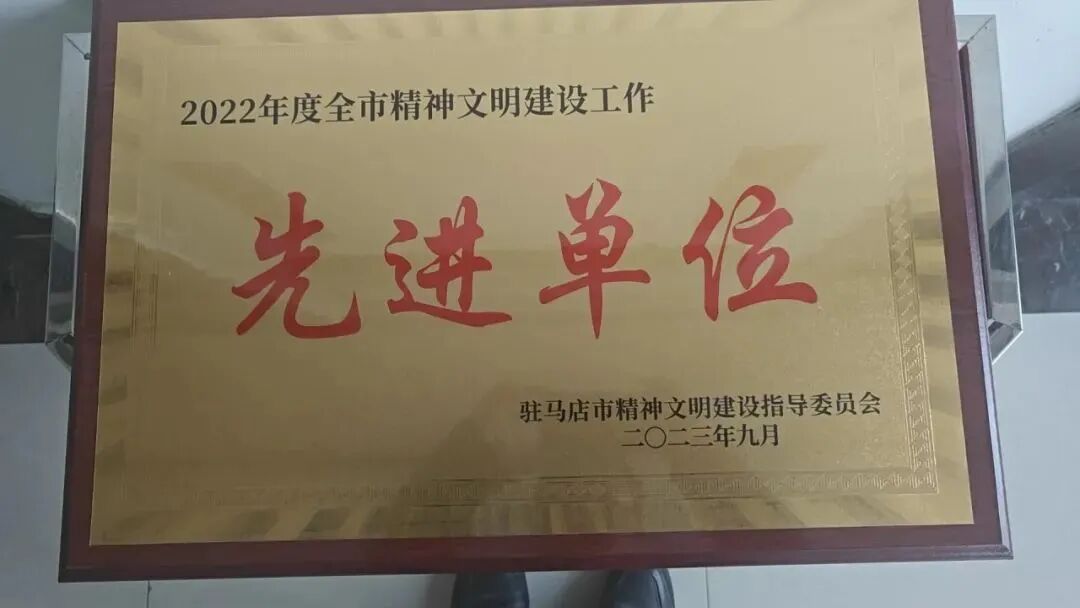 2022年度全市精神文明建设工作
先进单位
驻马店市精神文明建设指导委员会
二〇二三年九月